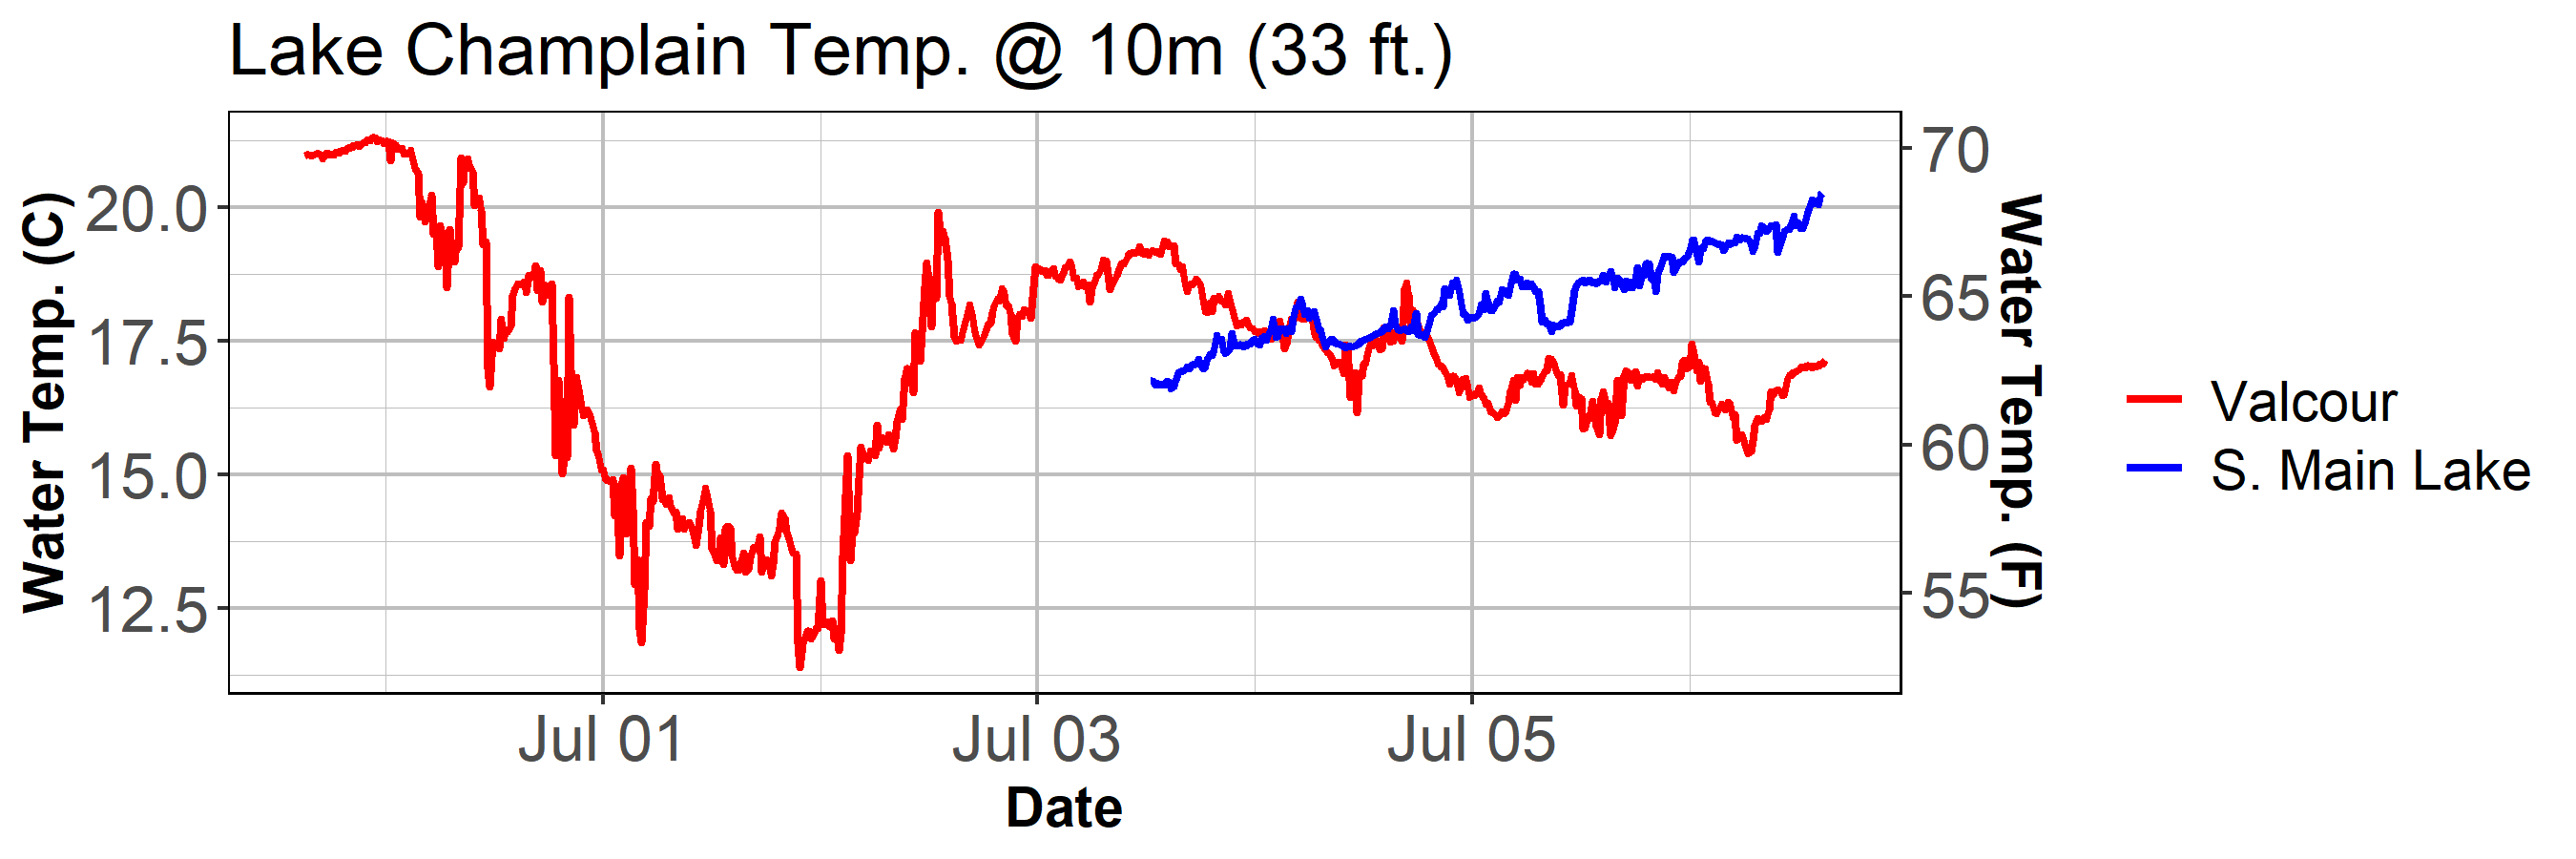 Lake Champlain Temp. @ 10m (33 ft.)
Water Temp. (C)
20.0
17.5
15.0
12.5
70
65
60
55
Water Temp. (F)
Jul 01
Jul 03
Jul 05
Date
Valcour
S. Main Lake